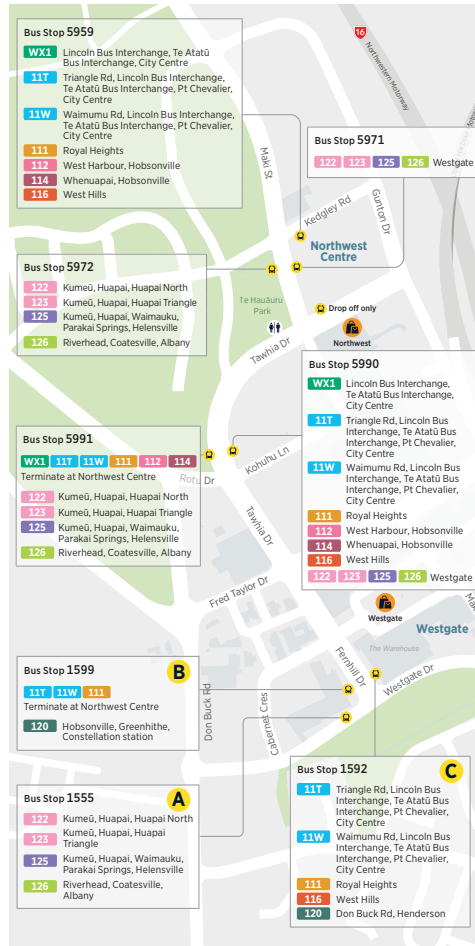 Bus Stop 5959
WX1 Lincoln Bus Interchange, Te Atatū
Bus Interchange, City Centre
11T Triangle Rd, Lincoln Bus Interchange,
Te Atatū Bus Interchange, Pt Chevalier,
City Centre
11W Waimumu Rd, Lincoln Bus Interchange,
Te Atatū Bus Interchange, Pt Chevalier,
City Centre
111 Royal Heights
112 West Harbour, Hobsonville
114 Whenuapai, Hobsonville
116 West Hills
16
Northwestern Motorway
Bus Stop 5971
122 123 125 126 Westgate
Maki St
Kedgley Rd
Gunton Dr
Northwest
Centre
Bus Stop 5972
122 Kumeū, Huapai, Huapai North
123 Kumeū, Huapai, Huapai Triangle
125 Kumeū, Huapai, Waimauku,
Parakai Springs, Helensville
126 Riverhead, Coatesville, Albany
Te Hauāuru
Park
Drop off only
Northwest
Tawhia Dr
Bus Stop 5990
WX1 Lincoln Bus Interchange,
Te Atatū Bus Interchange,
City Centre
11T Triangle Rd, Lincoln Bus
Interchange, Te Atatū Bus
Interchange, Pt Chevalier,
City Centre
11W Waimumu Rd, Lincoln Bus
Interchange, Te Atatū Bus
Interchange, Pt Chevalier,
City Centre
111 Royal Heights
112 West Harbour, Hobsonville
114 Whenuapai, Hobsonville
116 West Hills
122 123 125 126 Westgate
Bus Stop 5991
WX1 11T 11W 111 112 114
Terminate at Northwest Centre
122 Kumeū, Huapai, Huapai North
123 Kumeū, Huapai, Huapai Triangle
125 Kumeū, Huapai, Waimauku,
Parakai Springs, Helensville
126 Riverhead, Coatesville, Albany
Rotu Dr
Kohuhu Ln
Tawhia Dr
Fred Taylor Dr
Westgate
Westgate
The Warehouse
Fernhill Dr
Westgate Dr
Don Buck Rd
Cabernet Cres
Bus Stop 1599
B
11T 11W 111
Terminate at Northwest Centre
120 Hobsonville, Greenhithe,
Constellation station
Bus Stop 1555
A
122 Kumeū, Huapai, Huapai North
123 Kumeū, Huapai, Huapai
Triangle
125 Kumeū, Huapai, Waimauku,
Parakai Springs, Helensville
126 Riverhead, Coatesville,
Albany
Bus Stop 1592
C
11T Triangle Rd, Lincoln Bus
Interchange, Te Atatū Bus
Interchange, Pt Chevalier,
City Centre
11W Waimumu Rd, Lincoln Bus
Interchange, Te Atatū Bus
Interchange, Pt Chevalier,
City Centre
111 Royal Heights
116 West Hills
120 Don Buck Rd, Henderson